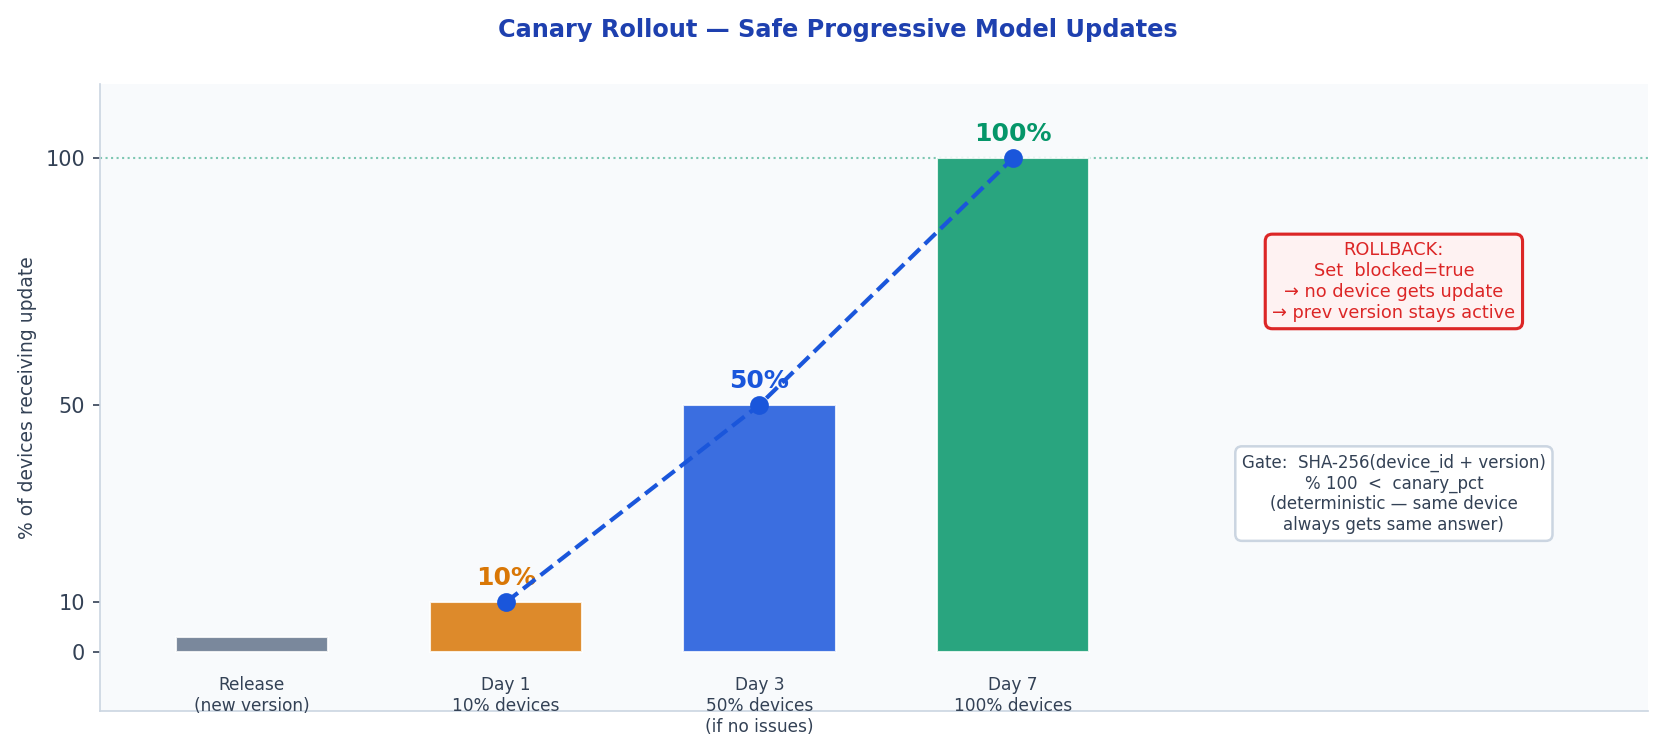 Canary Rollout — Safe Progressive Model Updates
% of devices receiving update
100
50
10
0
10%
50%
100%
Release
(new version)
Day 1
10% devices
Day 3
50% devices
(if no issues)
Day 7
100% devices
ROLLBACK:
Set  blocked=true
→ no device gets update
→ prev version stays active
Gate:  SHA-256(device_id + version)
% 100  <  canary_pct
(deterministic — same device
always gets same answer)